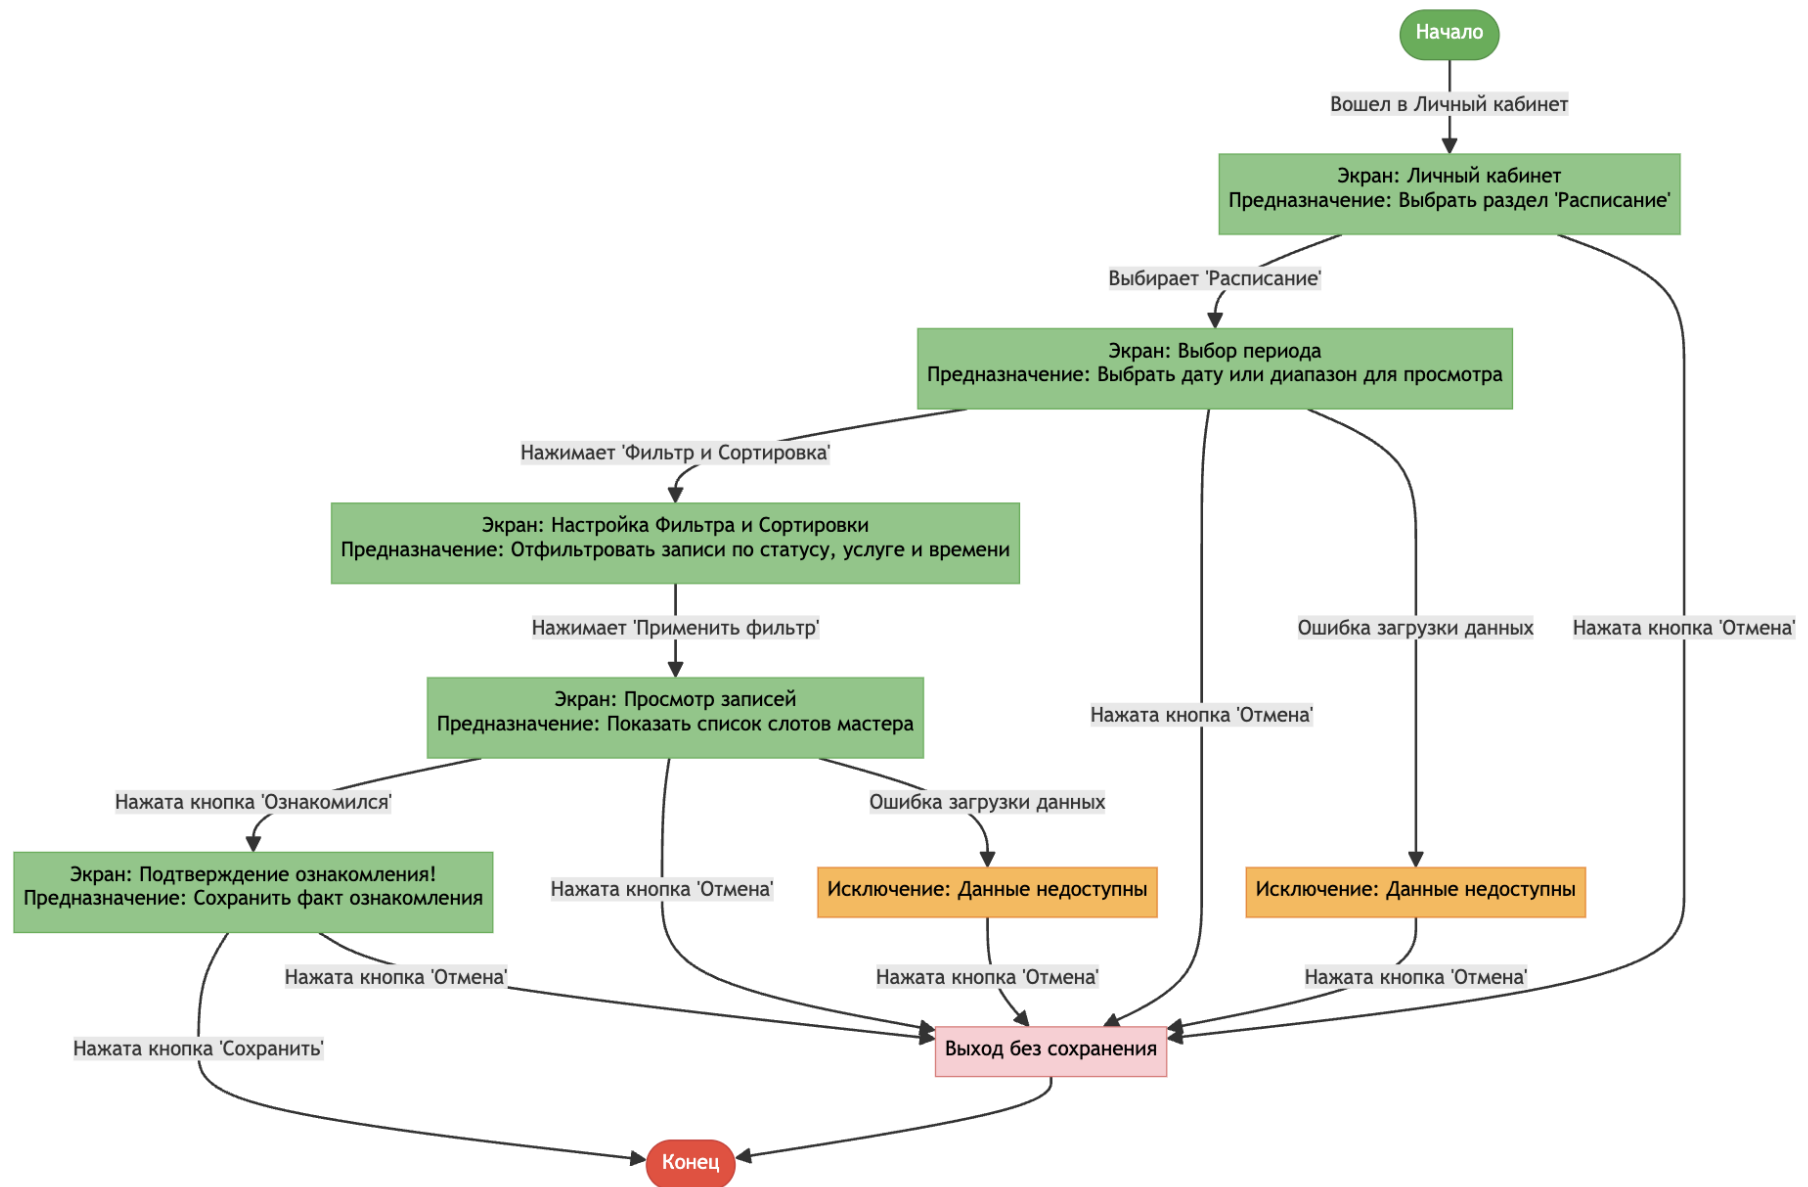 Начало
Вошел в Личный кабинет
Экран: Личный кабинет
Предназначение: Выбрать раздел 'Расписание'
Выбирает 'Расписание'
Экран: Выбор периода
Предназначение: Выбрать дату или диапазон для просмотра
Нажимает 'Фильтр и Сортировка'
Экран: Настройка Фильтра и Сортировки
Предназначение: Отфильтровать записи по статусу, услуге и времени
Нажимает 'Применить фильтр'
Ошибка загрузки данных
Нажата кнопка 'Отмена'
Экран: Просмотр записей
Предназначение: Показать список слотов мастера
Нажата кнопка 'Отмена'
Нажата кнопка 'Ознакомился'
Ошибка загрузки данных
Экран: Подтверждение ознакомления!
Предназначение: Сохранить факт ознакомления
Нажата кнопка 'Отмена'
Исключение: Данные недоступны
Исключение: Данные недоступны
Нажата кнопка 'Отмена'
Нажата кнопка 'Отмена'
Нажата кнопка 'Отмена'
Нажата кнопка 'Сохранить'
Выход без сохранения
Конец